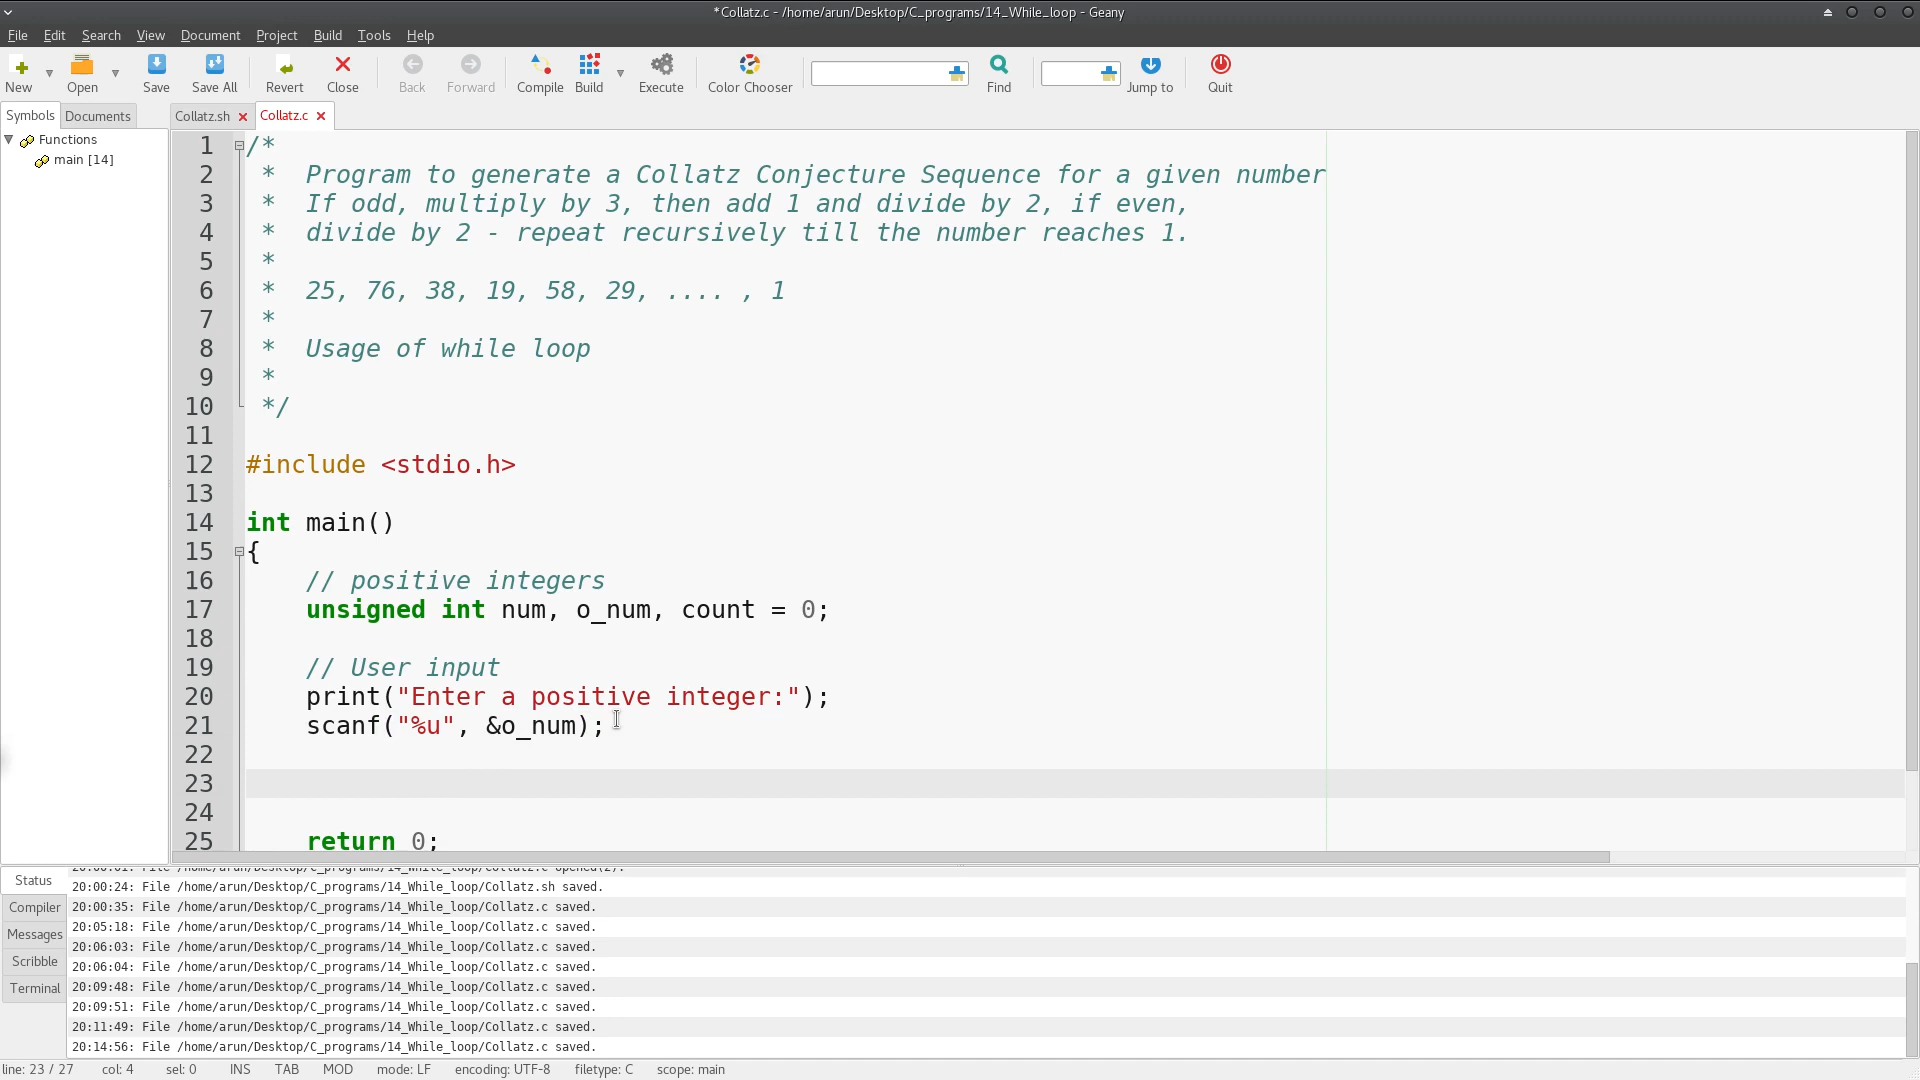 *Collatz.c - /home/arun/Desktop/C_programs/14_While_loop - Geany
File Edit Search View Document Project Build Tools Help
New Open Save Save All Revert Close Back Forward Compile Build Execute Color Chooser Find Jump to Quit
Symbols Documents Collatz.sh Collatz.c
Functions
main [14]
1 /*
2 * Program to generate a Collatz Conjecture Sequence for a given number
3 * If odd, multiply by 3, then add 1 and divide by 2, if even,
4 * divide by 2 - repeat recursively till the number reaches 1.
5 *
6 * 25, 76, 38, 19, 58, 29, .... , 1
7 *
8 * Usage of while loop
9 *
10 */
11
12 #include <stdio.h>
13
14 int main()
15 {
16 // positive integers
17 unsigned int num, o_num, count = 0;
18
19 // User input
20 print("Enter a positive integer:");
21 scanf("%u", &o_num);
22
23
24
25 return 0;
Status
Compiler
Messages
Scribble
Terminal
20:00:01: File /home/arun/Desktop/C_programs/14_While_loop/Collatz.c opened(2).
20:00:24: File /home/arun/Desktop/C_programs/14_While_loop/Collatz.sh saved.
20:00:35: File /home/arun/Desktop/C_programs/14_While_loop/Collatz.c saved.
20:05:18: File /home/arun/Desktop/C_programs/14_While_loop/Collatz.c saved.
20:06:03: File /home/arun/Desktop/C_programs/14_While_loop/Collatz.c saved.
20:06:04: File /home/arun/Desktop/C_programs/14_While_loop/Collatz.c saved.
20:09:48: File /home/arun/Desktop/C_programs/14_While_loop/Collatz.c saved.
20:09:51: File /home/arun/Desktop/C_programs/14_While_loop/Collatz.c saved.
20:11:49: File /home/arun/Desktop/C_programs/14_While_loop/Collatz.c saved.
20:14:56: File /home/arun/Desktop/C_programs/14_While_loop/Collatz.c saved.
line: 23 / 27 col: 4 sel: 0 INS TAB MOD mode: LF encoding: UTF-8 filetype: C scope: main